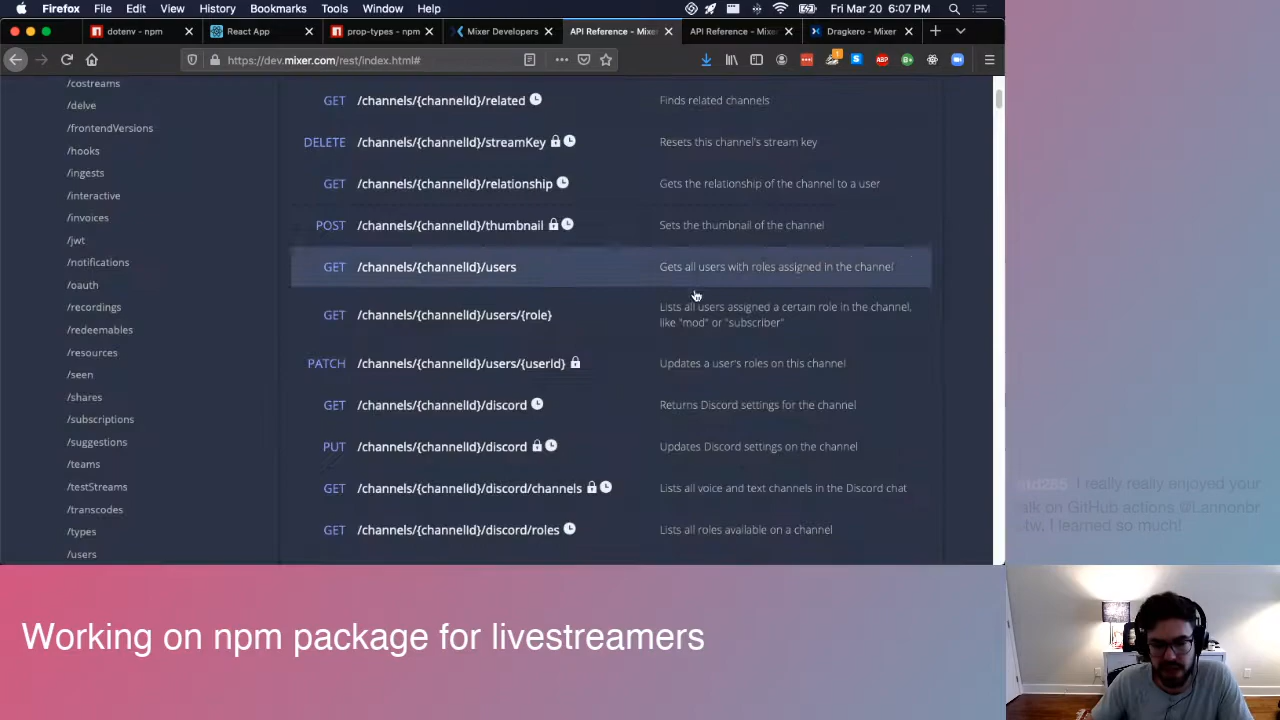 Firefox File Edit View History Bookmarks Tools Window Help Fri Mar 20 6:07 PM
dotenv - npm React App prop-types - npm Mixer Developers API Reference - Mixe API Reference - Mixer Dragkero - Mixer
https://dev.mixer.com/rest/index.html#
/costreams
/delve
/frontendVersions
/hooks
/ingests
/interactive
/invoices
/jwt
/notifications
/oauth
/recordings
/redeemables
/resources
/seen
/shares
/subscriptions
/suggestions
/teams
/testStreams
/transcodes
/types
/users
GET /channels/{channelId}/related Finds related channels
DELETE /channels/{channelId}/streamKey Resets this channel's stream key
GET /channels/{channelId}/relationship Gets the relationship of the channel to a user
POST /channels/{channelId}/thumbnail Sets the thumbnail of the channel
GET /channels/{channelId}/users Gets all users with roles assigned in the channel
GET /channels/{channelId}/users/{role} Lists all users assigned a certain role in the channel,
like "mod" or "subscriber"
PATCH /channels/{channelId}/users/{userId} Updates a user's roles on this channel
GET /channels/{channelId}/discord Returns Discord settings for the channel
PUT /channels/{channelId}/discord Updates Discord settings on the channel
GET /channels/{channelId}/discord/channels Lists all voice and text channels in the Discord chat
GET /channels/{channelId}/discord/roles Lists all roles available on a channel
I really really enjoyed your
on GitHub actions @Lannonbr
I learned so much!
Working on npm package for livestreamers